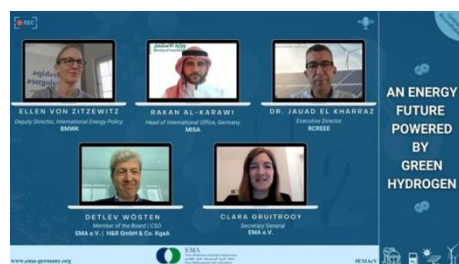 REC
ELLEN VON ZITZEWITZ
Deputy Director, International Energy Policy
BMWK
وزارة الاستثمار
RAKAN AL-KARAWI
Head of International Office, Germany
MISA
DR. JAUAD EL KHARRAZ
Executive Director
RCREEE
DETLEV WÖSTEN
Member of the Board / CSO
EMA e.V. | H&R GmbH & Co. KgaA
CLARA GRUITROOY
Secretary General
EMA e.V.
AN ENERGY
FUTURE
POWERED
BY
GREEN
HYDROGEN
www.ema-germany.org
EMA
#EMAeV